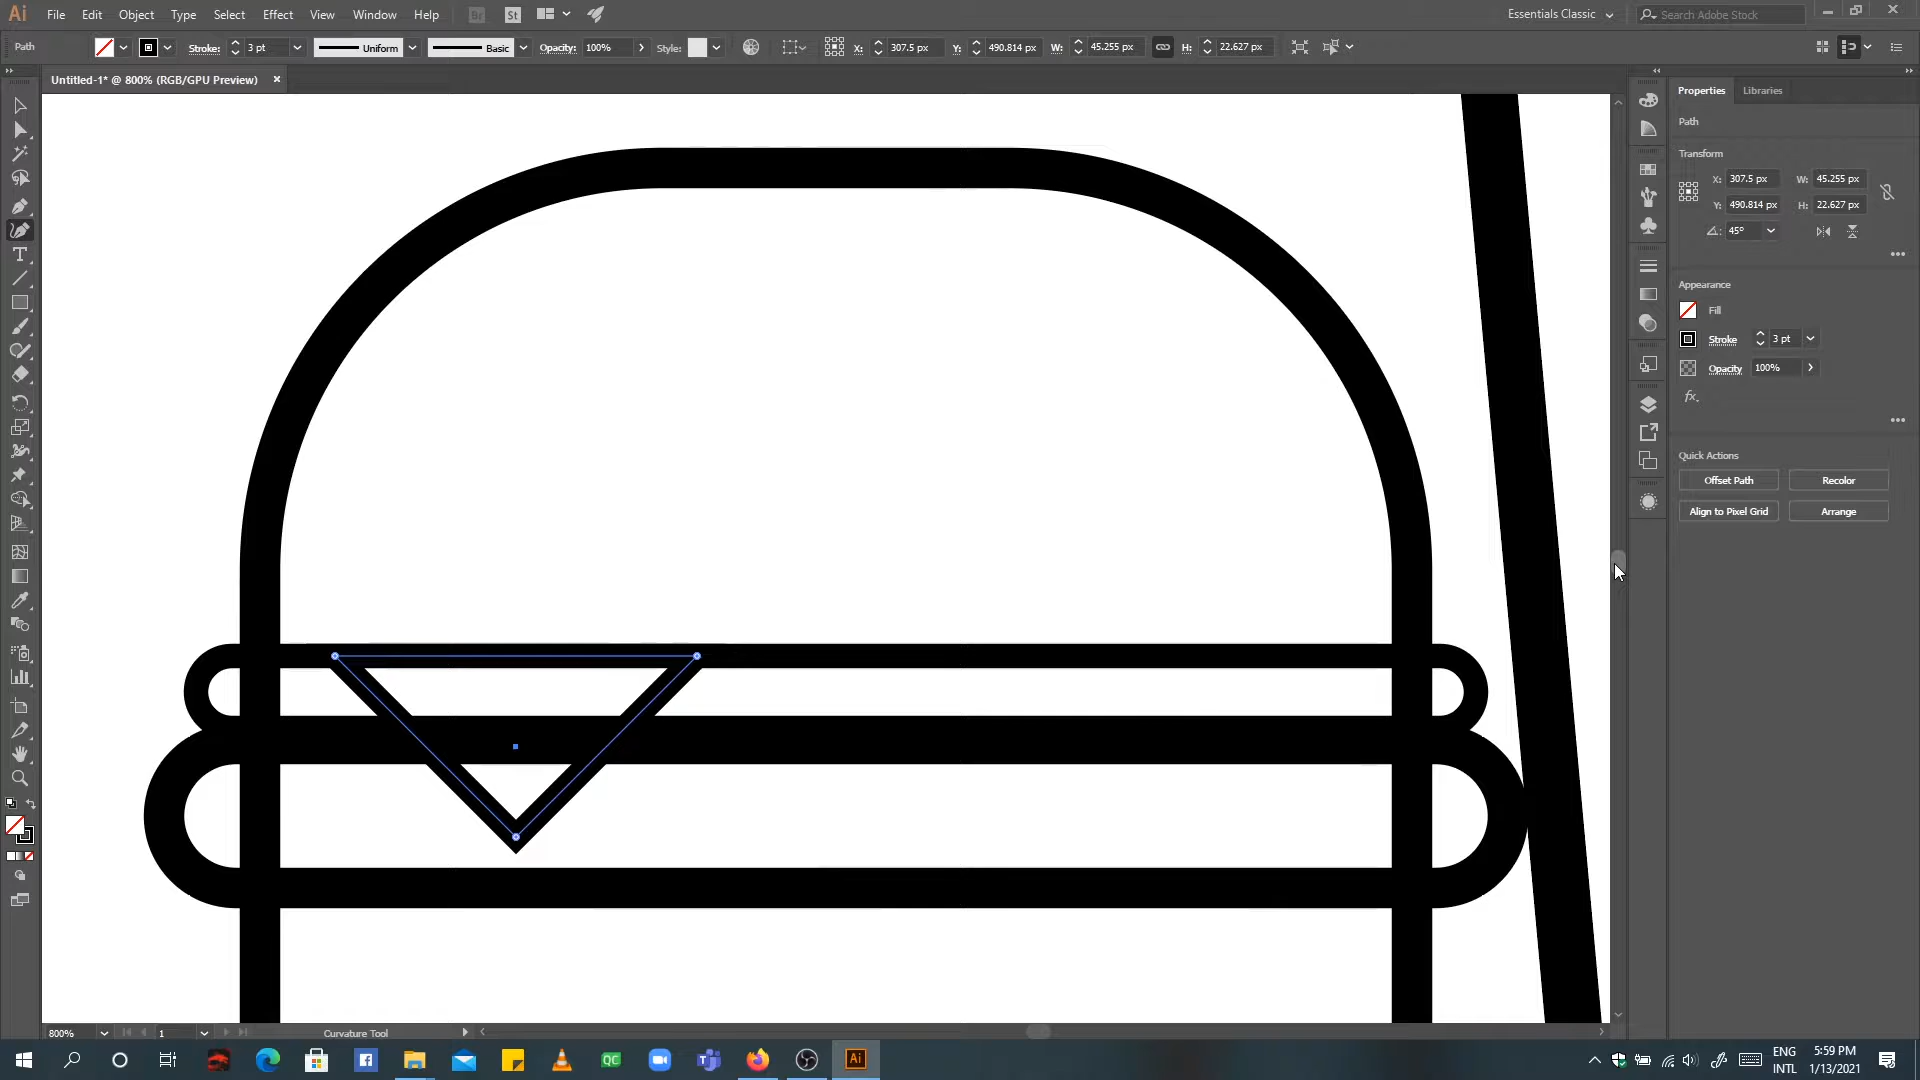 Ai File Edit Object Type Select Effect View Window Help Br St Essentials Classic Search Adobe Stock
Path Stroke: 3 pt Uniform Basic Opacity: 100% Style: X: 307.5 px Y: 490.814 px W: 45.255 px H: 22.627 px
Untitled-1* @ 800% (RGB/GPU Preview)
Properties Libraries
Path
Transform
X: 307.5 px W: 45.255 px
Y: 490.814 px H: 22.627 px
45°
Appearance
Fill
Stroke 3 pt
Opacity 100%
fx.
Quick Actions
Offset Path Recolor
Align to Pixel Grid Arrange
800% 1 Curvature Tool
QC Ai ENG 5:59 PM
INTL 1/13/2021